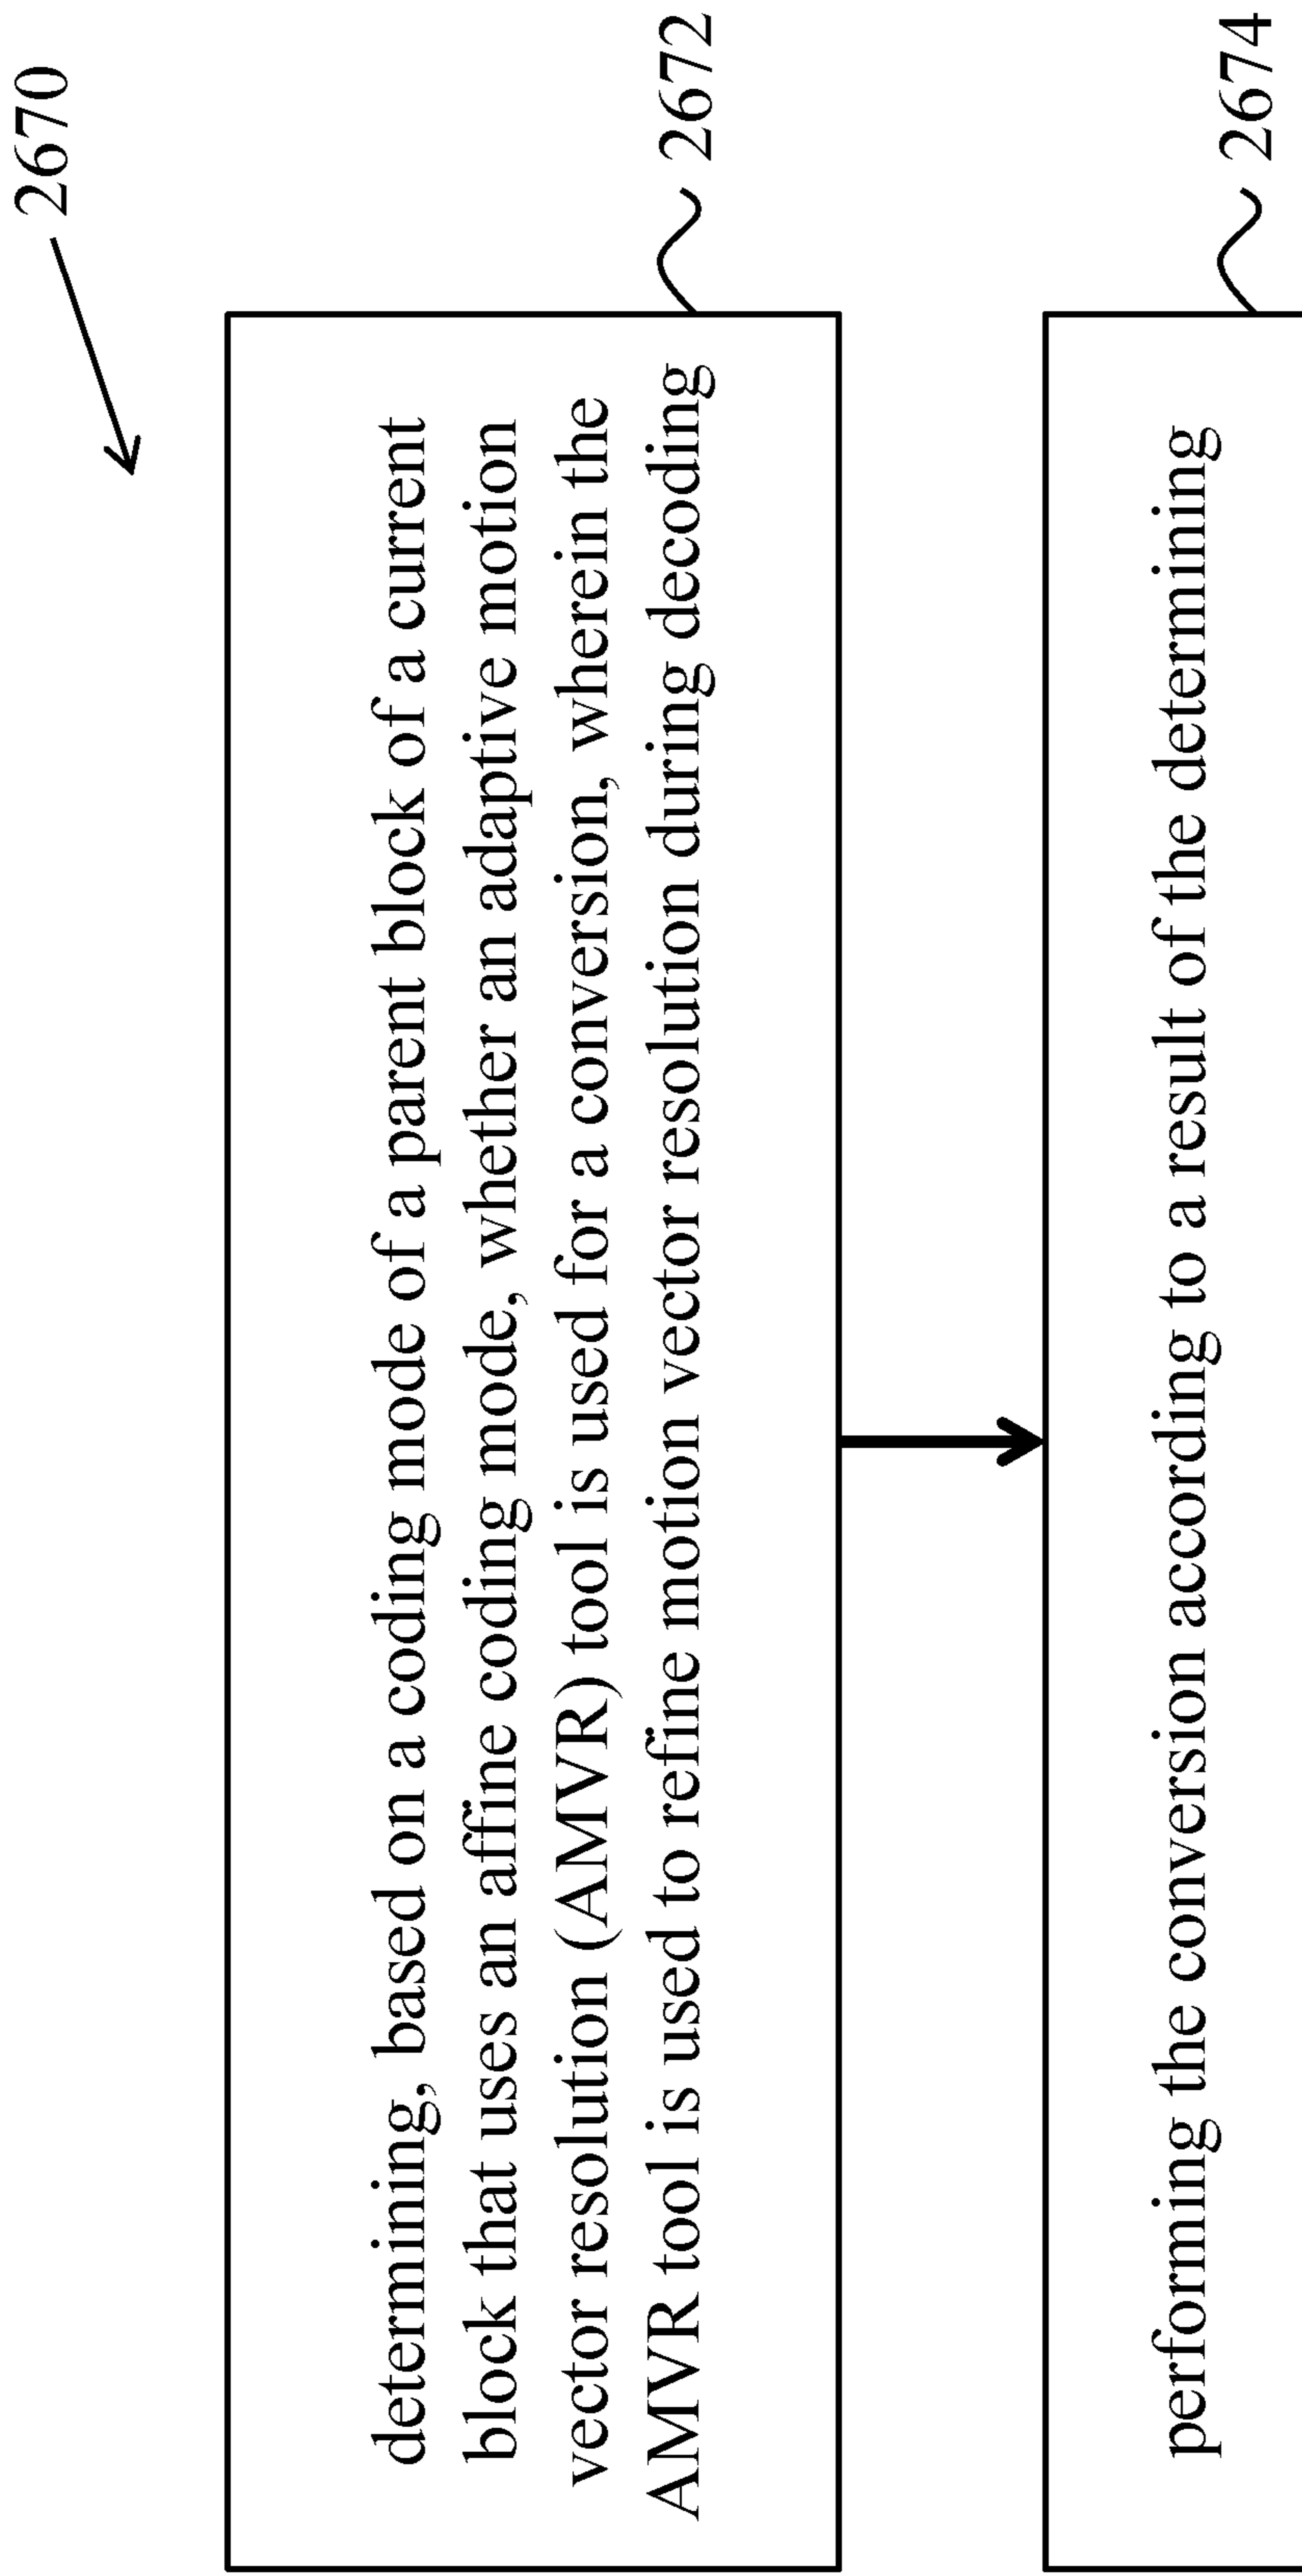 2670
determining, based on a coding mode of a parent block of a current
block that uses an affine coding mode, whether an adaptive motion
vector resolution (AMVR) tool is used for a conversion, wherein the
AMVR tool is used to refine motion vector resolution during decoding
2672
performing the conversion according to a result of the determining
2674